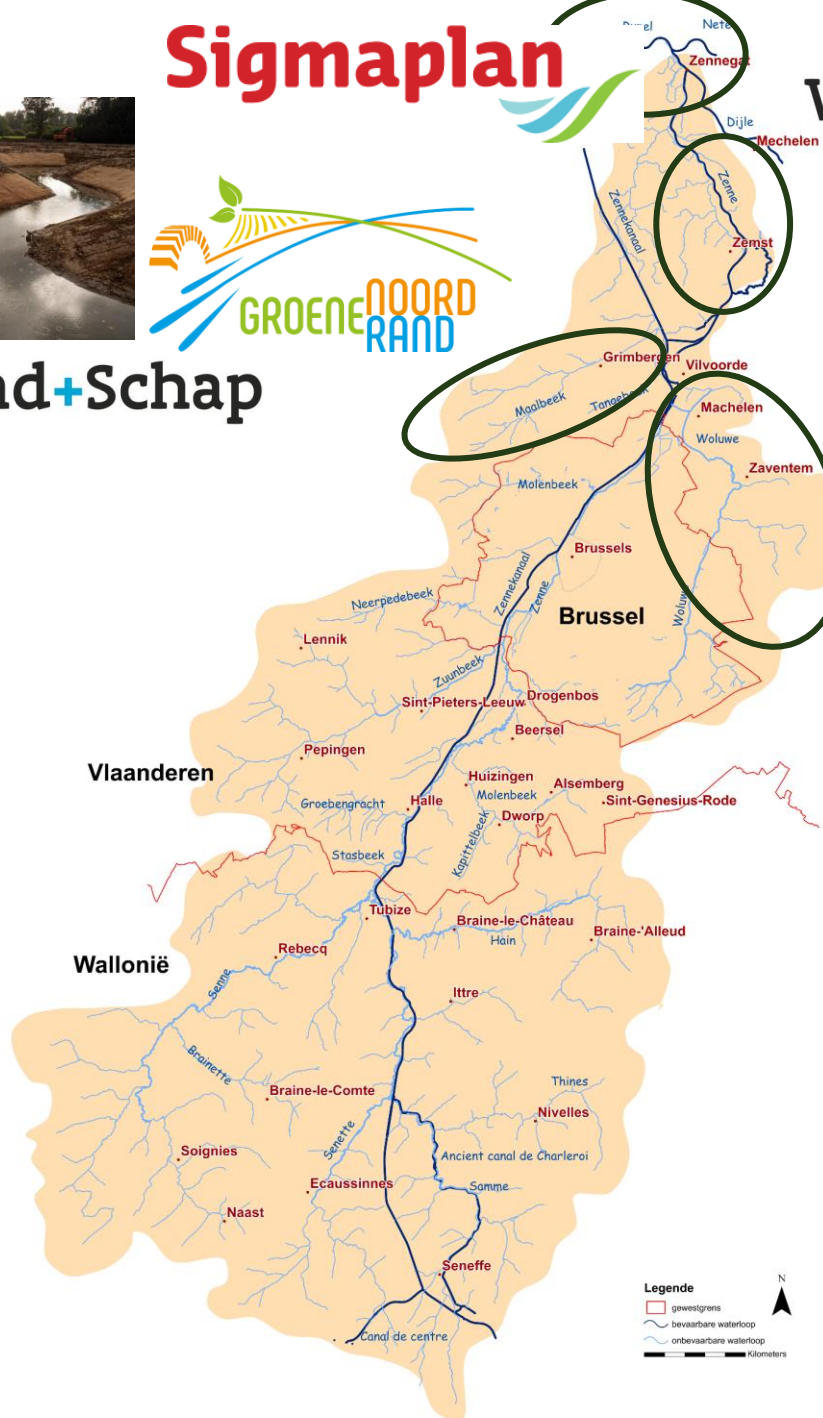 Sigmaplan
Nete
Zennegat
Dijle
Mechelen
Zenne
Zennekanaal
Zemst
GROENE NOORD
RAND
Schap
Grimbergen
Vilvoorde
Maalbeek
Machelen
Woluwe
Zaventem
Molenbeek
Brussels
Zennekanaal
Zenne
Neerpedebeek
Brussel
Lennik
Zuunbeek
Sint-Pieters-Leeuw
Drogenbos
Beersel
Pepingen
Vlaanderen
Huizingen
Alsemberg
Molenbeek
Sint-Genesius-Rode
Groebengracht
Halle
Dworp
Kapittelbeek
Stasbeek
Tubize
Braine-le-Château
Braine-'Alleud
Hain
Rebecq
Wallonië
Senne
Ittre
Brainette
Braine-le-Comte
Thines
Nivelles
Senette
Soignies
Ancient canal de Charleroi
Ecaussinnes
Samme
Naast
Seneffe
Canal de centre
Legende
N
gewestgrens
bevaarbare waterloop
onbevaarbare waterloop
Kilometers